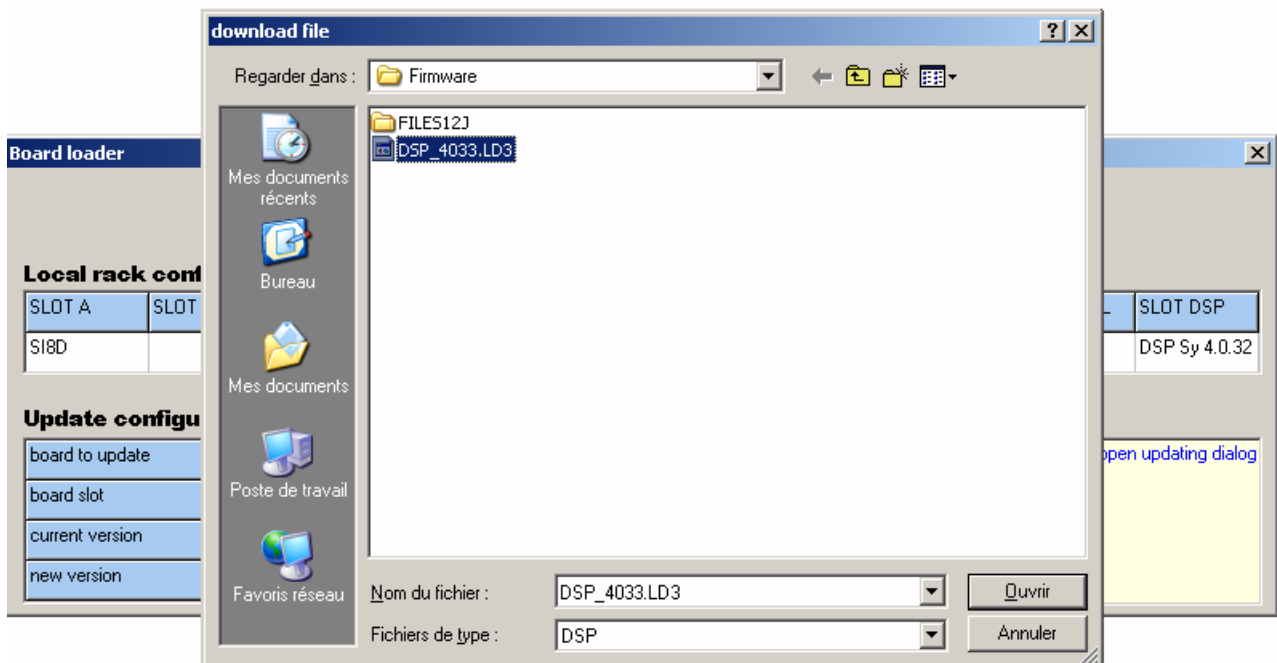 download file
Regarder dans :
Firmware
FILES12J
DSP_4033.LD3
Mes documents
récents
Bureau
Mes documents
Poste de travail
Favoris réseau
Nom du fichier :
DSP_4033.LD3
Ouvrir
Fichiers de type :
DSP
Annuler
Board loader
Local rack conf
SLOT A
SLOT
SLOT DSP
SI8D
DSP Sy 4.0.32
Update configu
board to update
open updating dialog
board slot
current version
new version